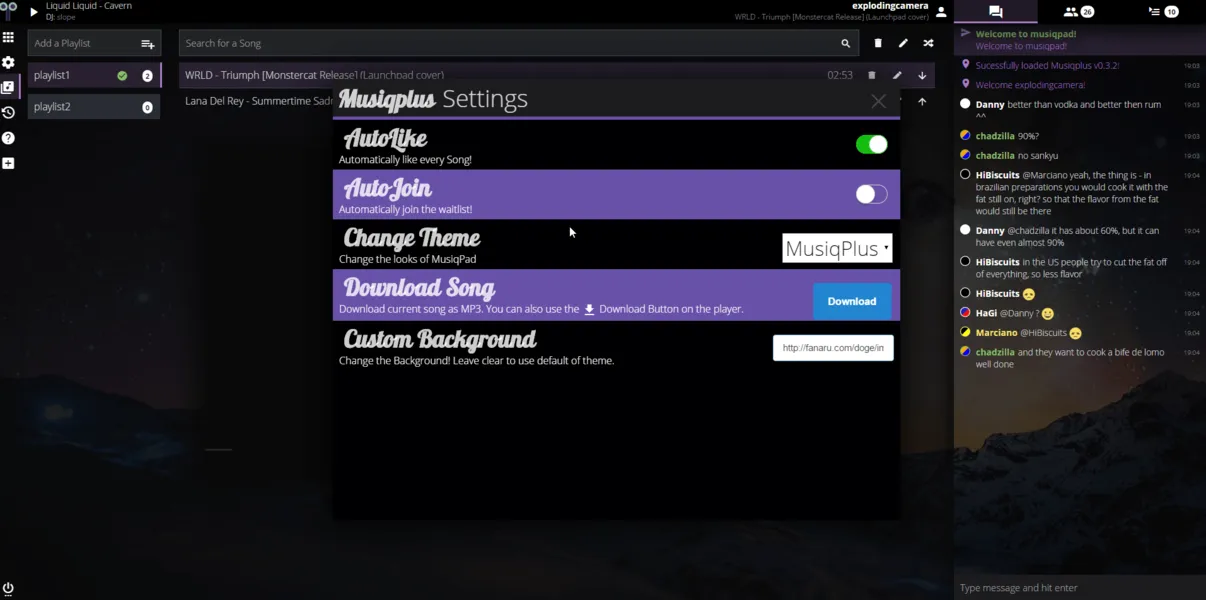 Liquid Liquid - Cavern
DJ: slope
explodingcamera
WRLD - Triumph [Monstercat Release] (Launchpad cover)
26
10
Add a Playlist
Search for a Song
playlist1
2
playlist2
0
WRLD - Triumph [Monstercat Release] (Launchpad cover)
02:53
Lana Del Rey - Summertime
Musiqplus Settings
AutoLike
Automatically like every Song!
AutoJoin
Automatically join the waitlist!
Change Theme
Change the looks of MusiqPad
MusiqPlus
Download Song
Download current song as MP3. You can also use the Download Button on the player.
Download
Custom Background
Change the Background! Leave clear to use default of theme.
http://fanaru.com/doge/im
Welcome to musiqpad!
Welcome to musiqpad!
Sucessfully loaded Musiqplus v0.3.2!
19:03
Welcome explodingcamera!
19:03
Danny better than vodka and better then rum
^^
19:03
chadzilla 90%?
19:03
chadzilla no sankyu
19:03
HiBiscuits @Marciano yeah, the thing is - in
brazilian preparations you would cook it with the
fat still on, right? so that the flavor from the fat
would still be there
19:04
Danny @chadzilla it has about 60%, but it can
have even almost 90%
19:04
HiBiscuits in the US people try to cut the fat off
of everything, so less flavor
19:04
HiBiscuits 😞
19:04
HaGi @Danny ? 😀
19:04
Marciano @HiBiscuits 😞
19:04
chadzilla and they want to cook a bife de lomo
well done
19:04
Type message and hit enter